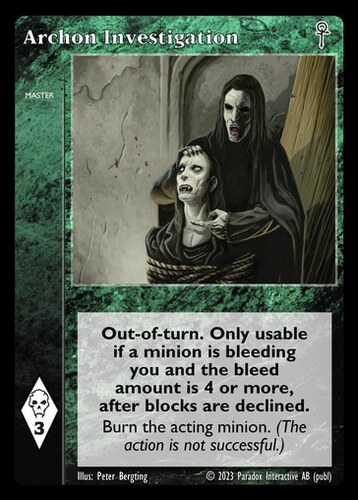 Archon Investigation
MASTER
Out-of-turn. Only usable
if a minion is bleeding
you and the bleed
amount is 4 or more,
after blocks are declined.
Burn the acting minion. (The
action is not successful.)
3
Illus: Peter Bergting © 2023 Paradox Interactive AB (publ)